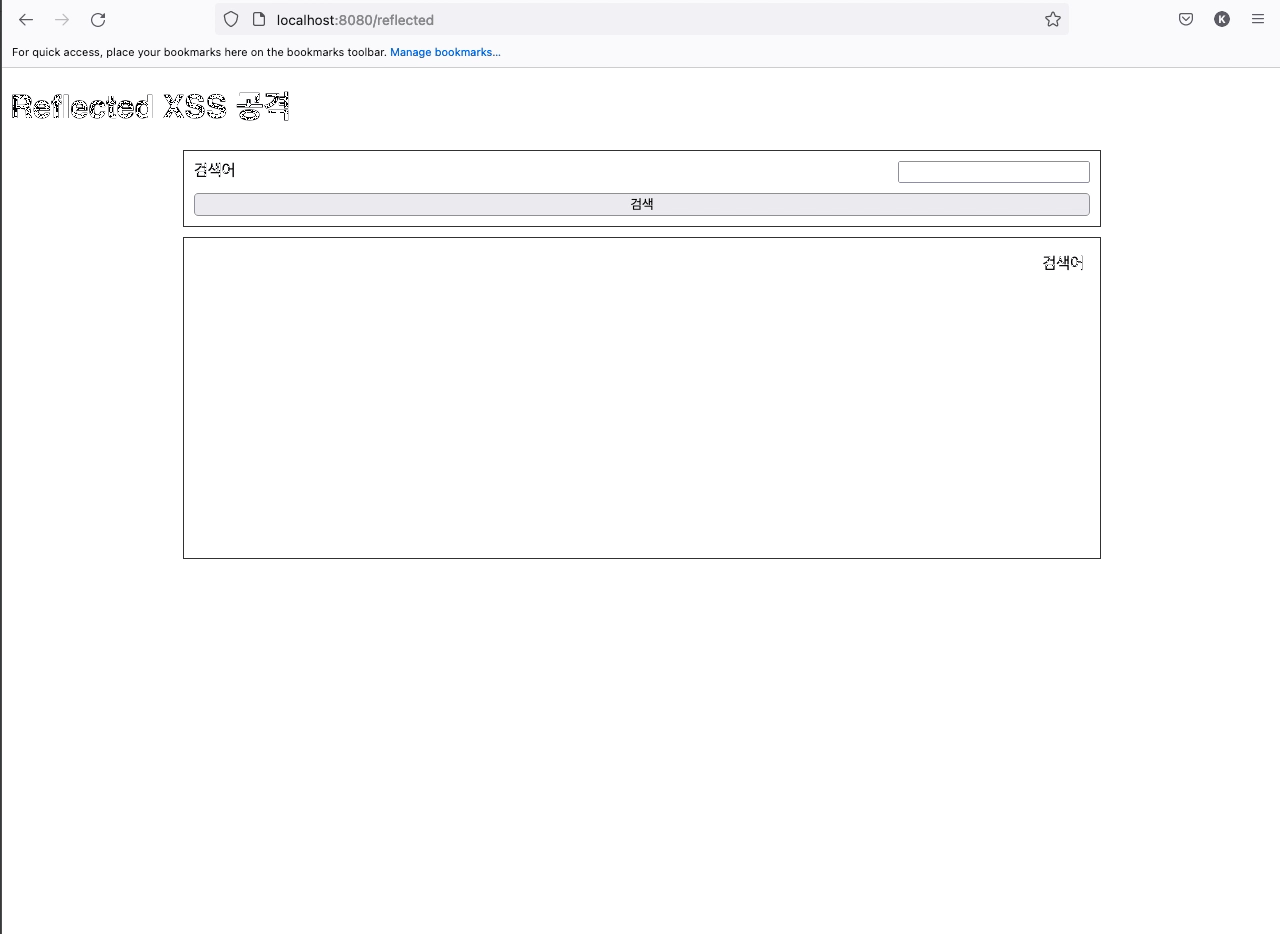 localhost:8080/reflected
K
For quick access, place your bookmarks here on the bookmarks toolbar. Manage bookmarks...
Reflected XSS 공격
검색어
검색
검색어